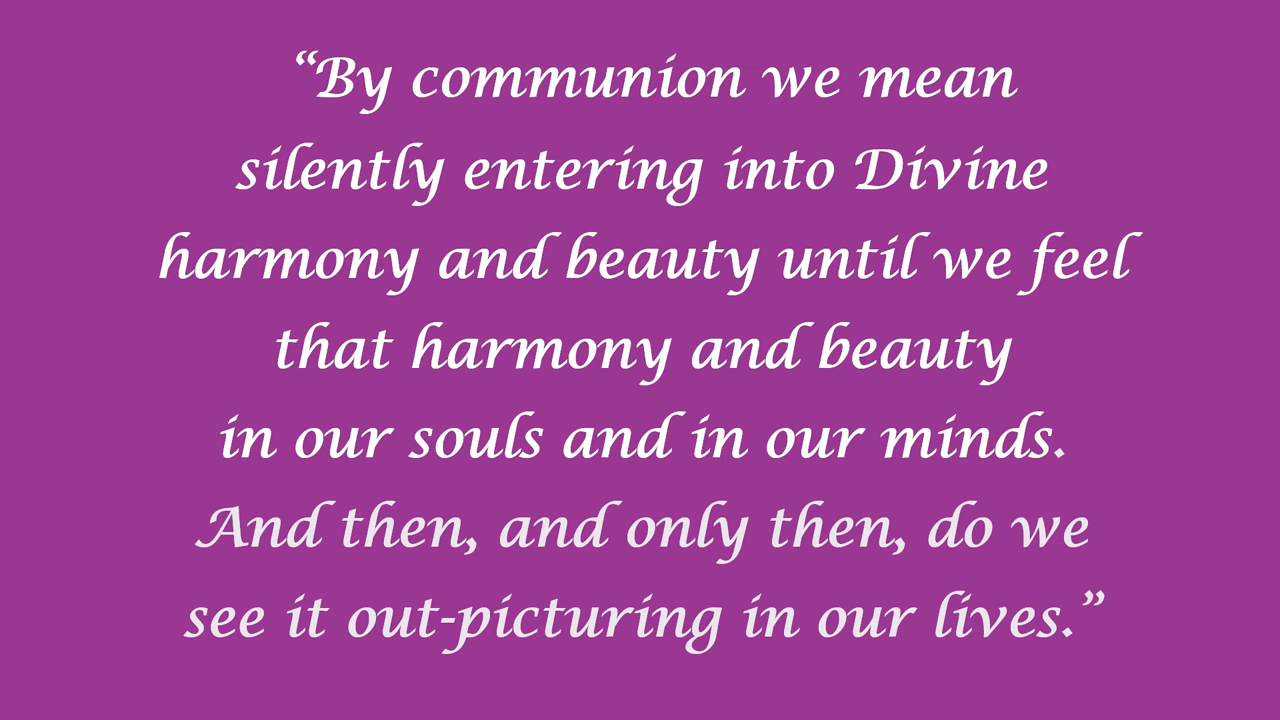 “By communion we mean
silently entering into Divine
harmony and beauty until we feel
that harmony and beauty
in our souls and in our minds.
And then, and only then, do we
see it out-picturing in our lives.”